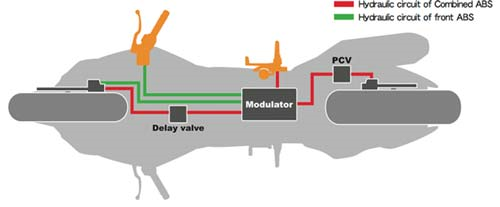 Hydraulic circuit of Combined ABS
Hydraulic circuit of front ABS
PCV
Modulator
Delay valve